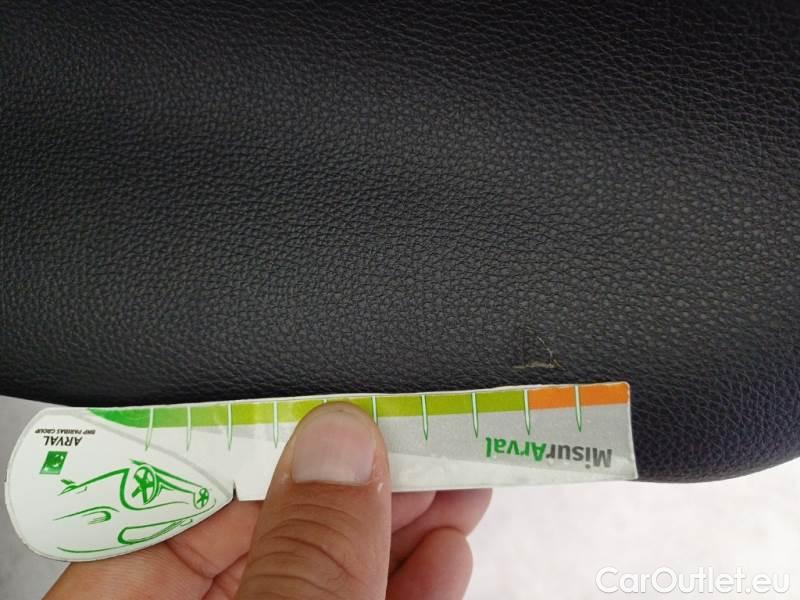 MisurArval
ARVAL
BNP PARIBAS GROUP
CarOutlet.eu